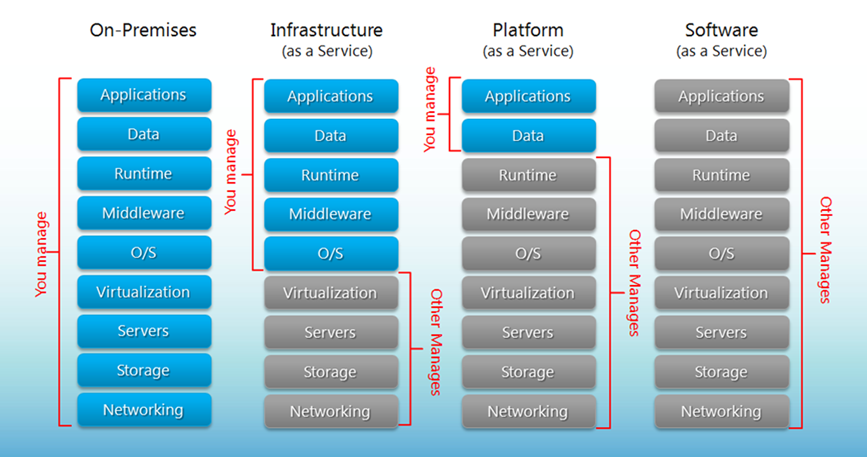 On-Premises
You manage
Applications
Data
Runtime
Middleware
O/S
Virtualization
Servers
Storage
Networking
Infrastructure
(as a Service)
You manage
Applications
Data
Runtime
Middleware
O/S
Virtualization
Servers
Storage
Networking
Other Manages
Platform
(as a Service)
You manage
Applications
Data
Runtime
Middleware
O/S
Virtualization
Servers
Storage
Networking
Other Manages
Software
(as a Service)
Applications
Data
Runtime
Middleware
O/S
Virtualization
Servers
Storage
Networking
Other Manages